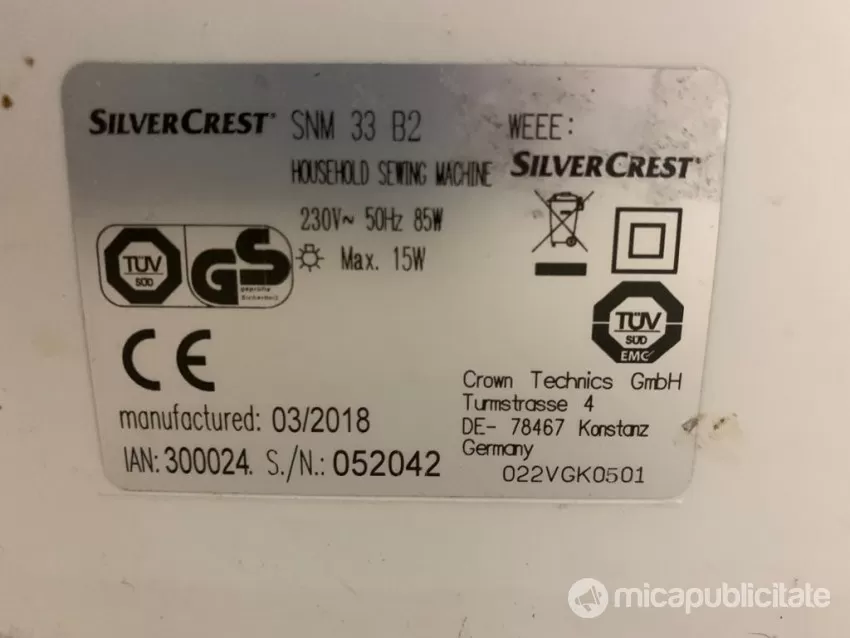 SILVERCREST® SNM 33 B2
HOUSEHOLD SEWING MACHINE
230V~ 50Hz 85W
Max. 15W
WEEE:
SILVERCREST®
TÜV
SÜD
GS
geprüfte
Sicherheit
TÜV
SÜD
EMC
CE
manufactured: 03/2018
IAN: 300024. S./N.: 052042
Crown Technics GmbH
Turmstrasse 4
DE- 78467 Konstanz
Germany
022VGK0501
micapublicitate